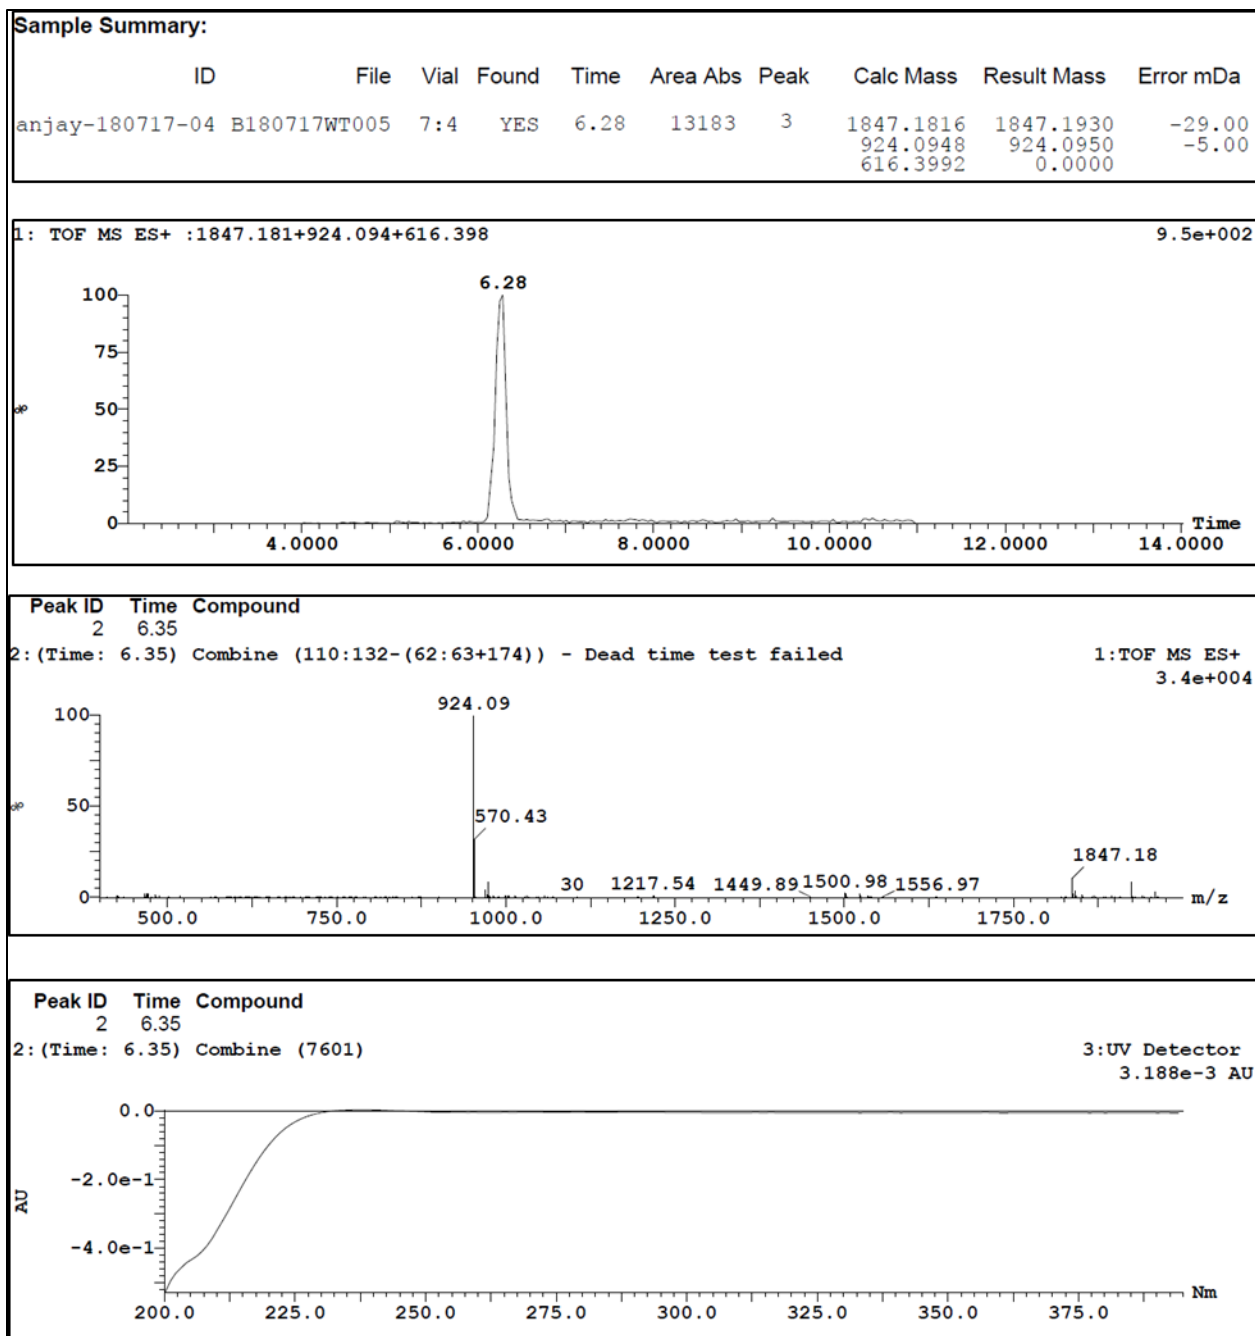 Sample Summary:
ID File Vial Found Time Area Abs Peak Calc Mass Result Mass Error mDa
anjay-180717-04 B180717WT005 7:4 YES 6.28 13183 3 1847.1816 1847.1930 -29.00
924.0948 924.0950 -5.00
616.3992 0.0000
1: TOF MS ES+ :1847.181+924.094+616.398 9.5e+002
6.28
100
75
%
50
25
0
Time
4.0000 6.0000 8.0000 10.0000 12.0000 14.0000
Peak ID Time Compound
2 6.35
2:(Time: 6.35) Combine (110:132-(62:63+174)) - Dead time test failed 1:TOF MS ES+
3.4e+004
924.09
100
%
50
570.43
1847.18
30 1217.54 1449.89 1500.98 1556.97
0
m/z
500.0 750.0 1000.0 1250.0 1500.0 1750.0
Peak ID Time Compound
2 6.35
2:(Time: 6.35) Combine (7601) 3:UV Detector
3.188e-3 AU
0.0
-2.0e-1
AU
-4.0e-1
Nm
200.0 225.0 250.0 275.0 300.0 325.0 350.0 375.0